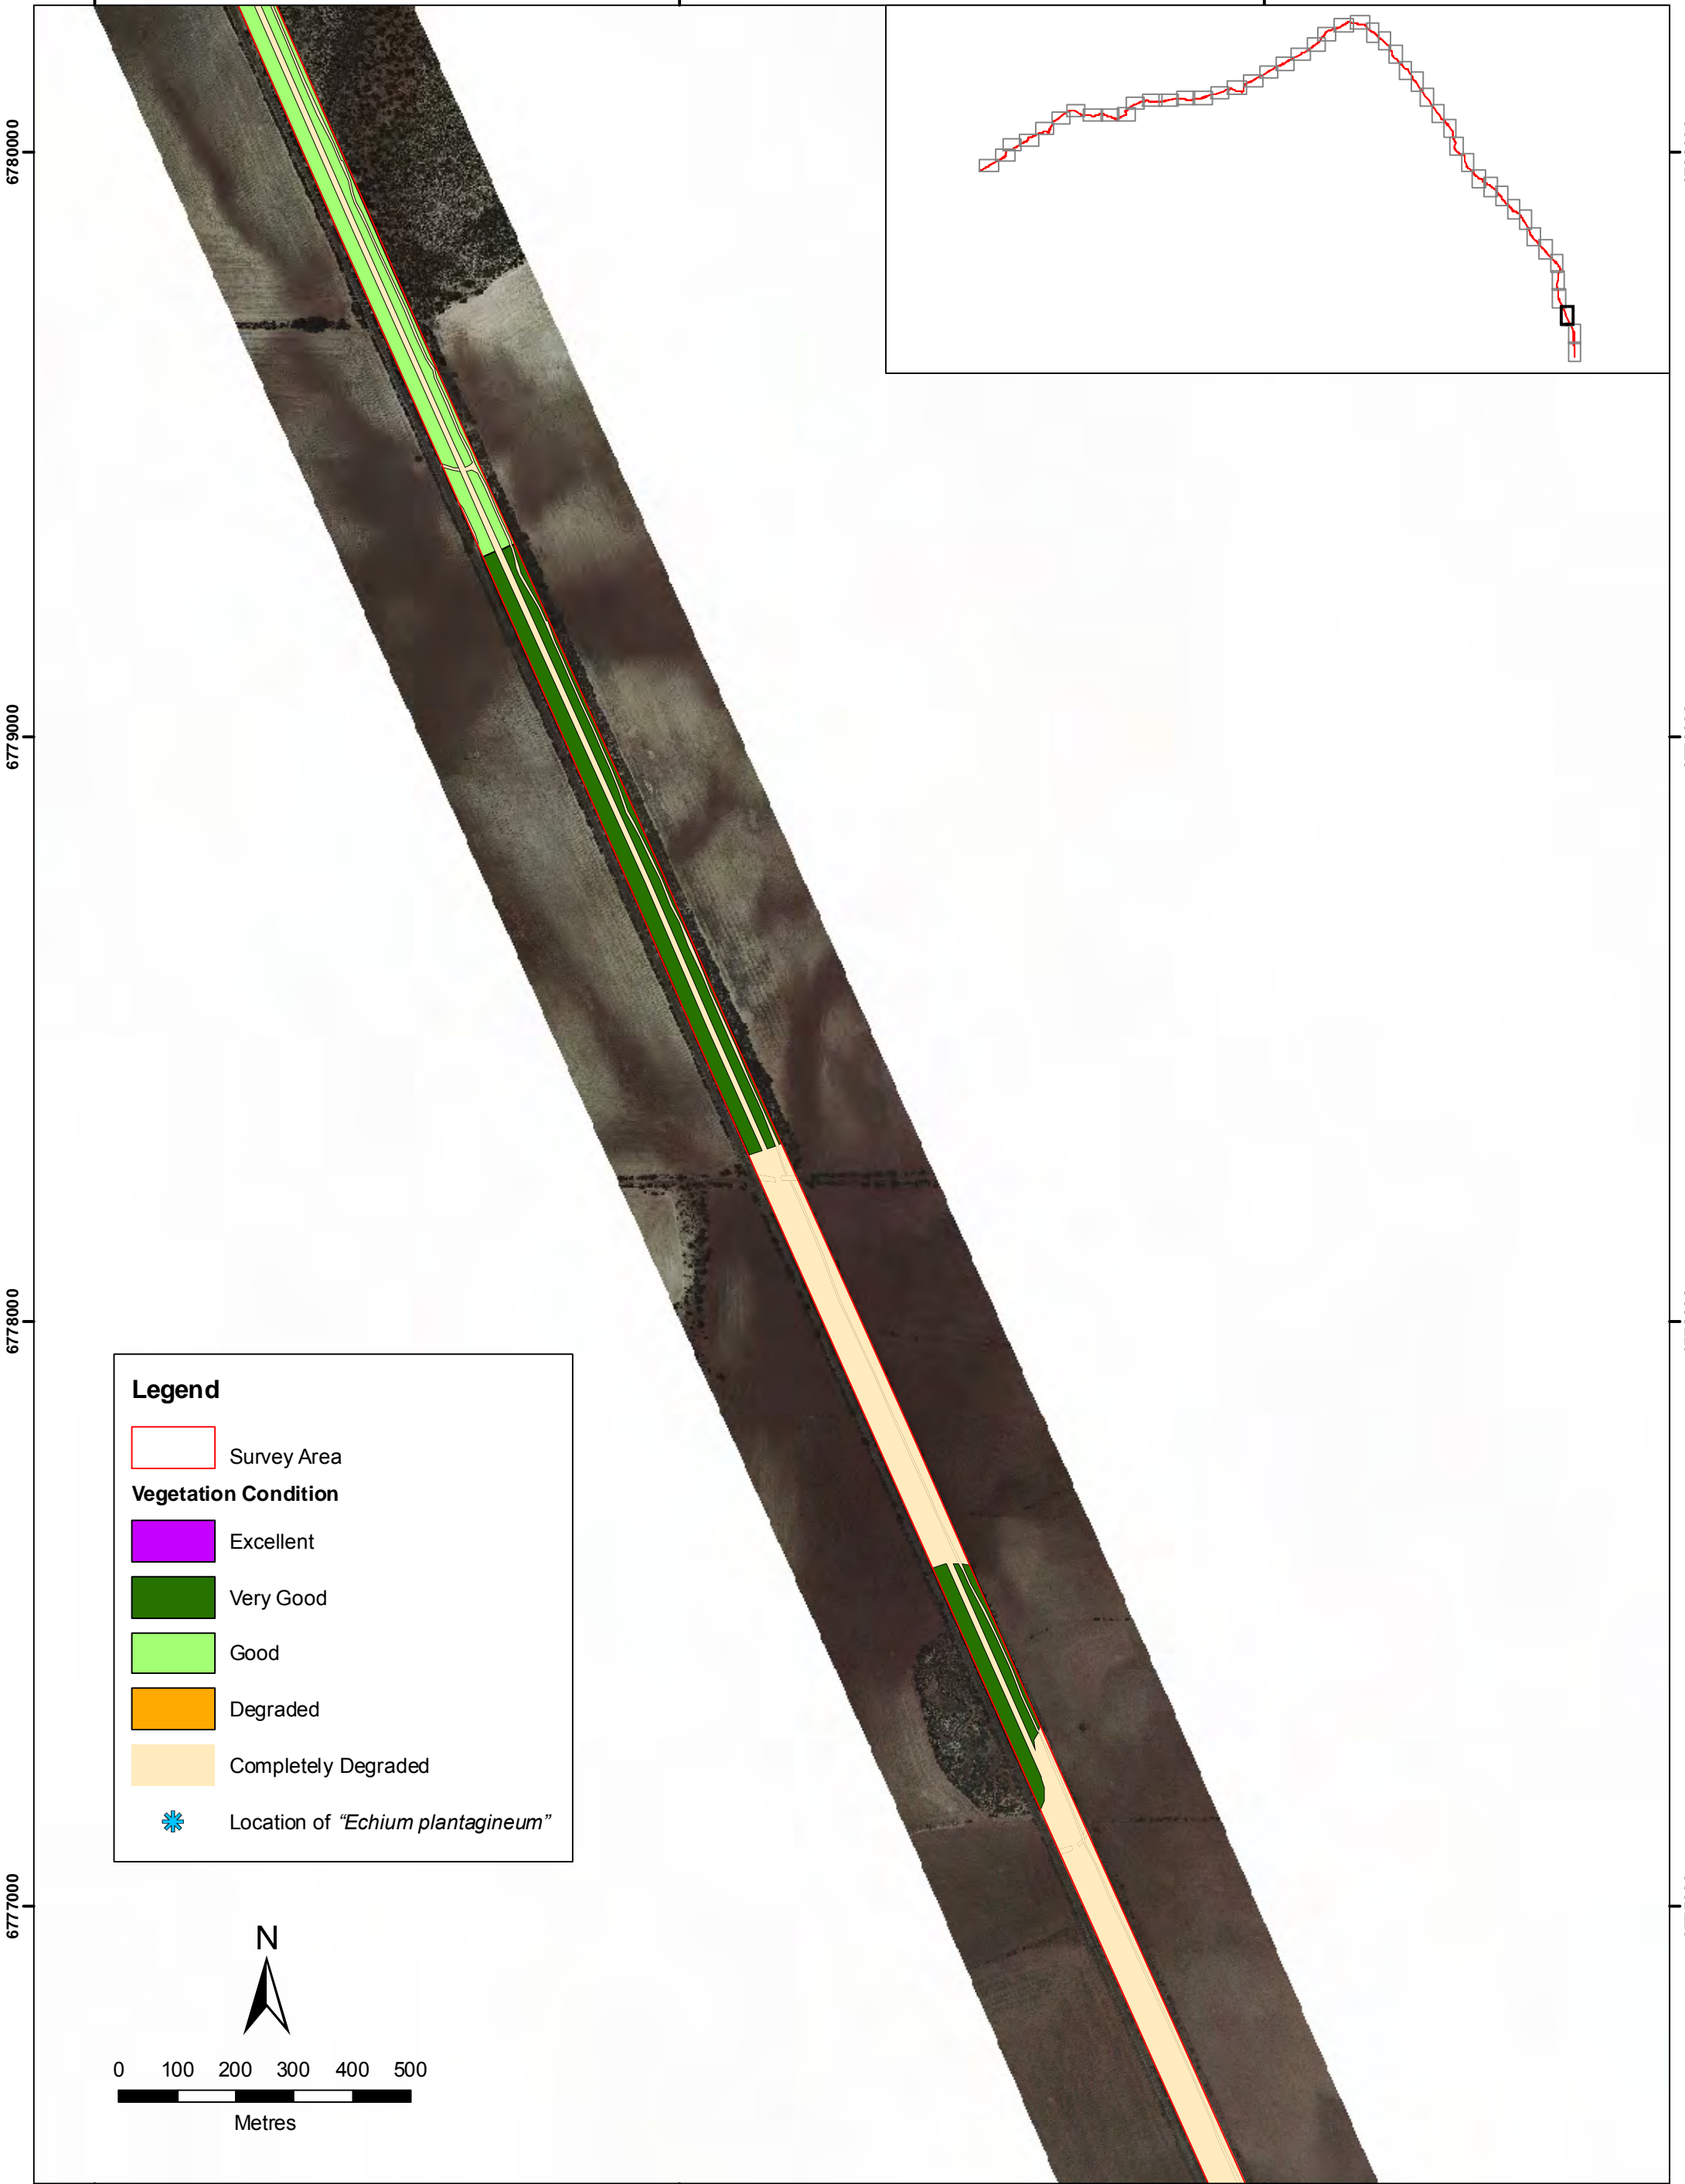 6780000
6779000
6778000
6777000
Legend
Survey Area
Vegetation Condition
Excellent
Very Good
Good
Degraded
Completely Degraded
Location of “Echium plantagineum”
N
0 100 200 300 400 500
Metres